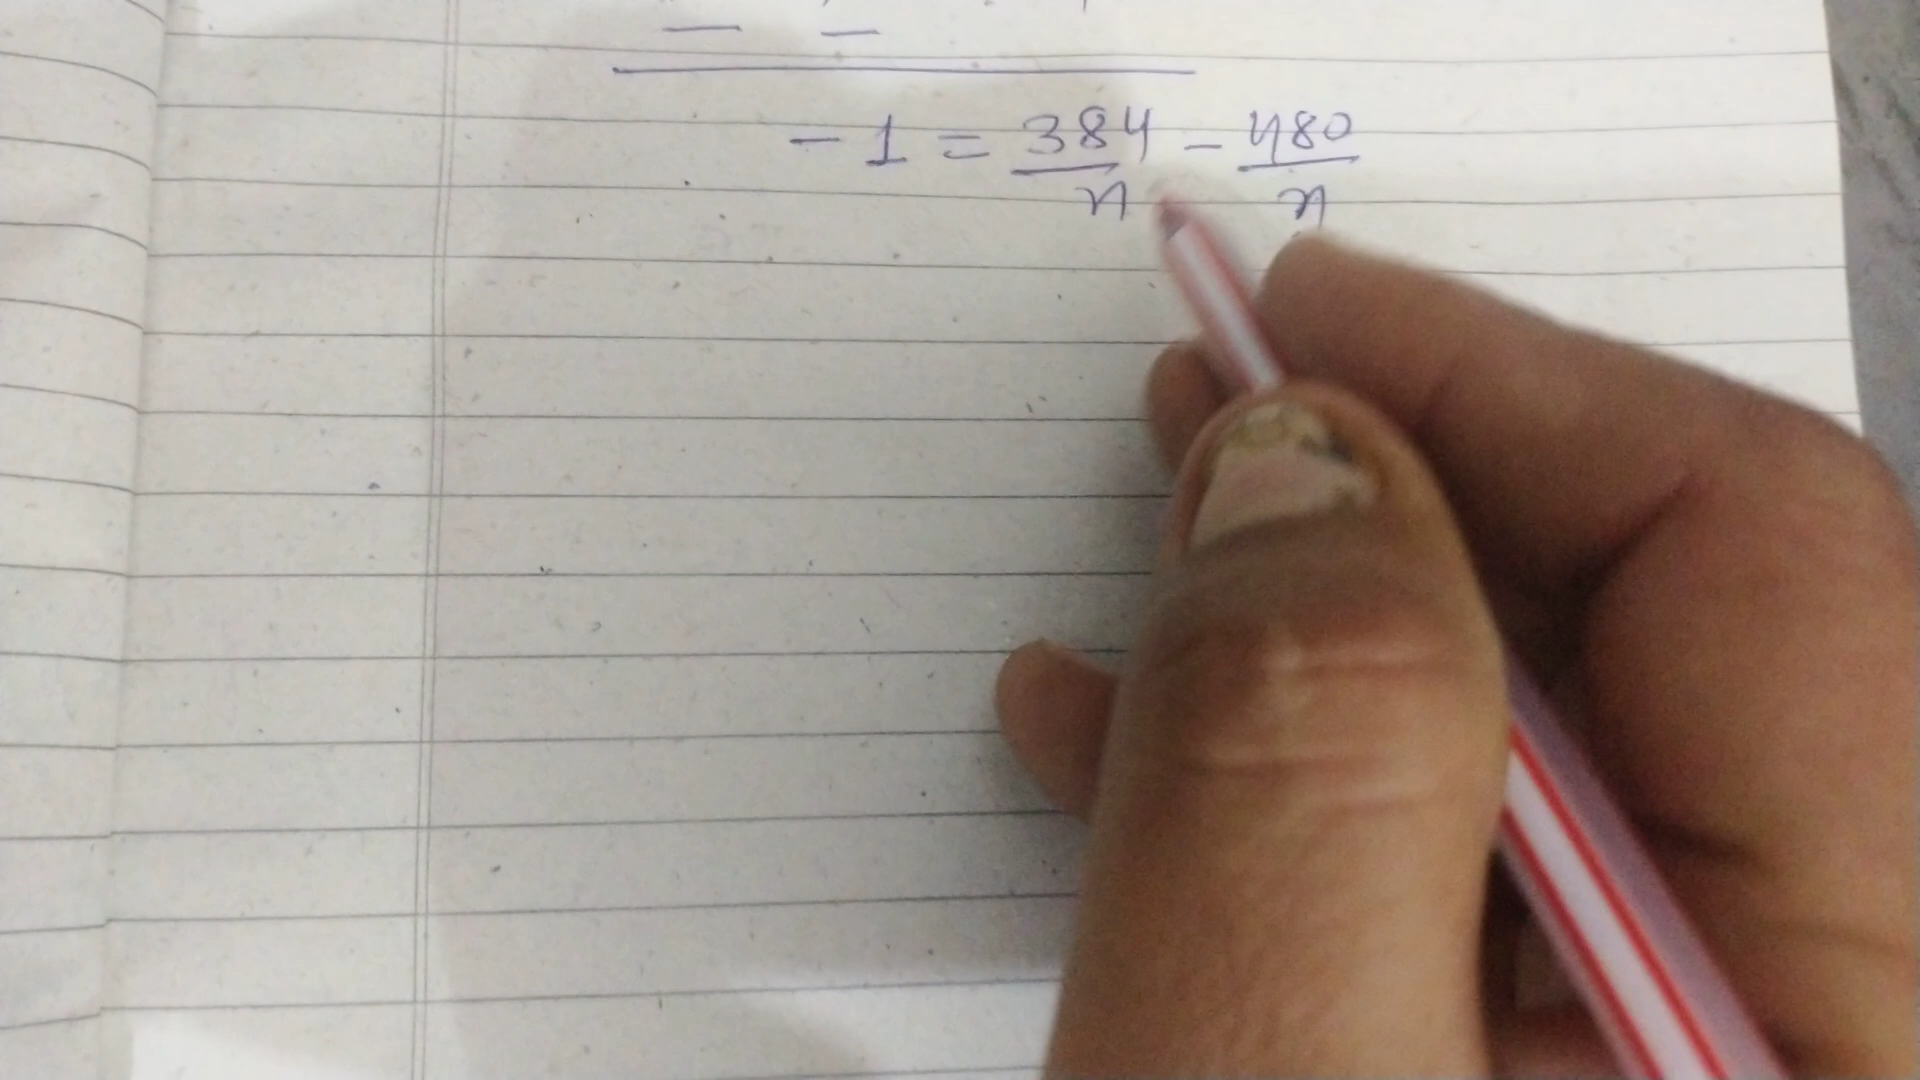 - 1 = 384/n - 480/n